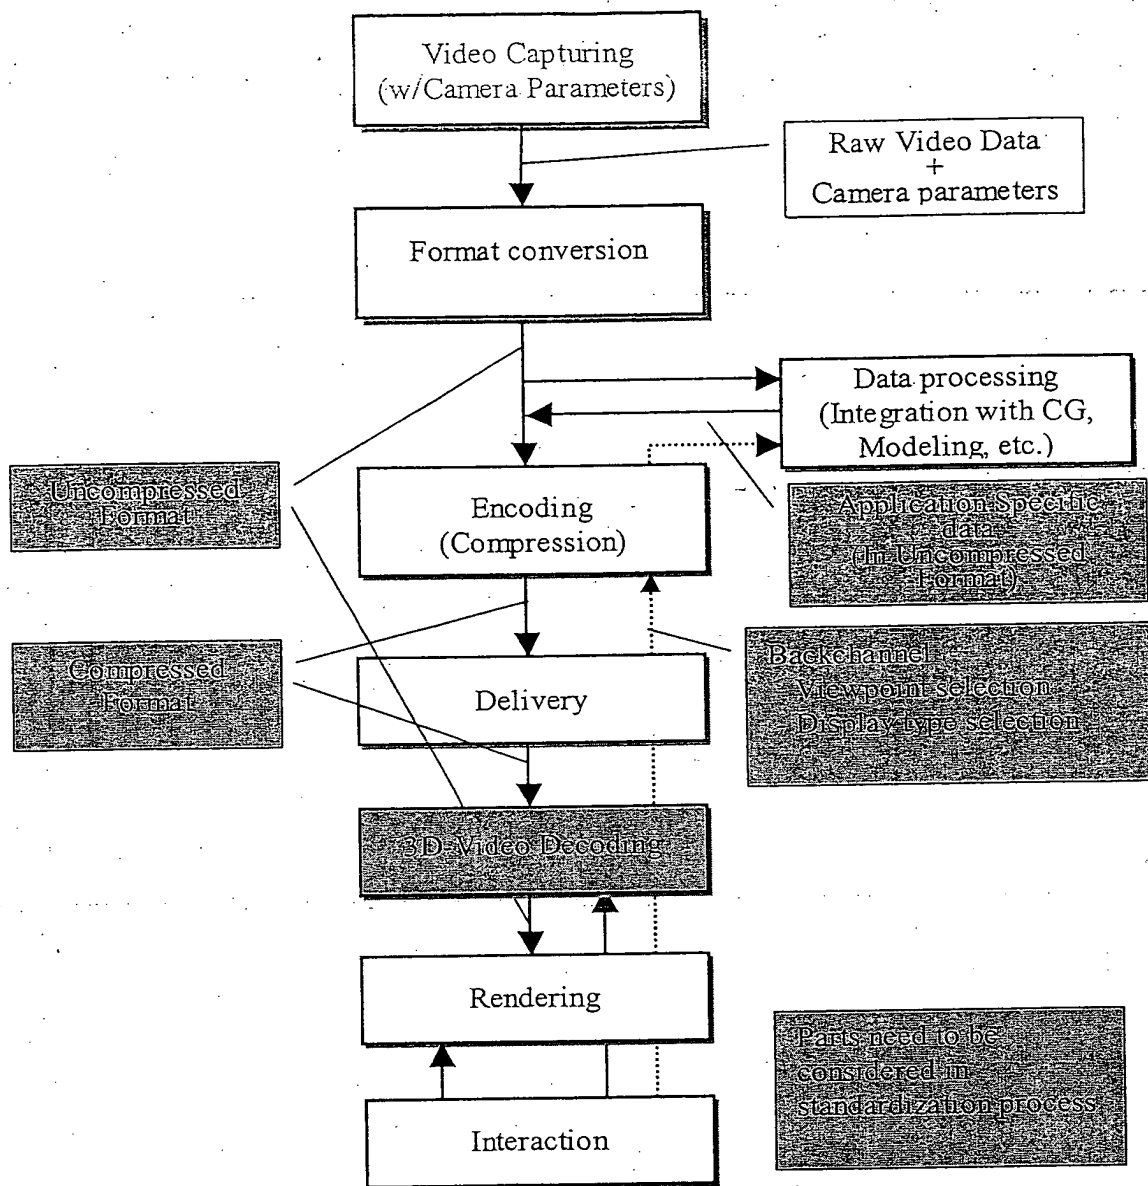 Video Capturing
(w/Camera Parameters)
Raw Video Data
+
Camera parameters
Format conversion
Data processing
(Integration with CG,
Modeling, etc.)
Uncompressed
Format
Encoding
(Compression)
Application Specific
data
(In Uncompressed
Format)
Compressed
Format
Delivery
Backchannel
Viewpoint selection
Display type selection
3D-Video Decoding
Rendering
Parts need to be
considered in
standardization process
Interaction